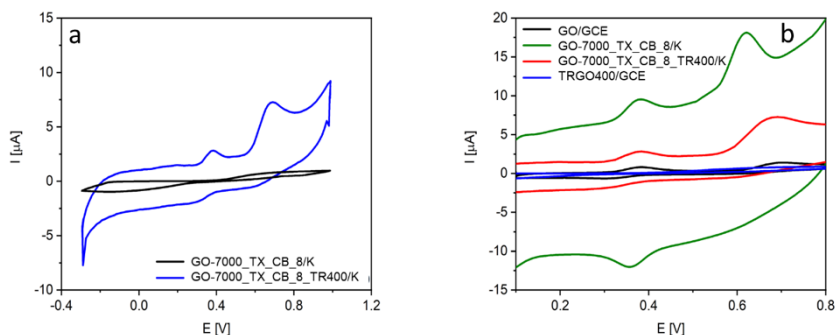 a
I [µA]
15
10
5
0
-5
-10
-0.4
0.0
0.4
0.8
1.2
E [V]
GO-7000_TX_CB_8/K
GO-7000_TX_CB_8_TR400/K
b
I [µA]
20
15
10
5
0
-5
-10
-15
0.2
0.4
0.6
0.8
E [V]
GO/GCE
GO-7000_TX_CB_8/K
GO-7000_TX_CB_8_TR400/K
TRGO400/GCE